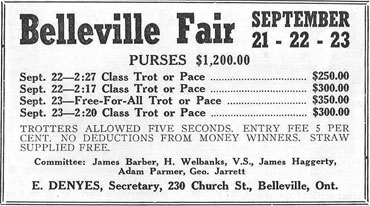 Belleville Fair SEPTEMBER
21 - 22 - 23
PURSES $1,200.00
Sept. 22—2:27 Class Trot or Pace $250.00
Sept. 22—2:17 Class Trot or Pace $300.00
Sept. 23—Free-For-All Trot or Pace $350.00
Sept. 23—2:20 Class Trot or Pace $300.00
TROTTERS ALLOWED FIVE SECONDS. ENTRY FEE 5 PER
CENT. NO DEDUCTIONS FROM MONEY WINNERS. STRAW
SUPPLIED FREE.
Committee: James Barber, H. Welbanks, V.S., James Haggerty,
Adam Parmer, Geo. Jarrett
E. DENYES, Secretary, 230 Church St., Belleville, Ont.